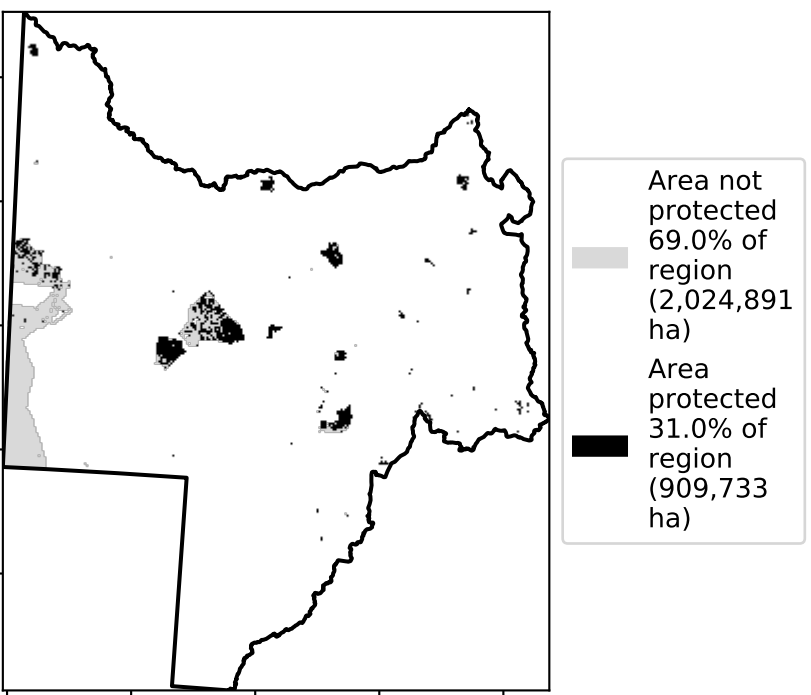 Area not
protected
69.0% of
region
(2,024,891
ha)
Area
protected
31.0% of
region
(909,733
ha)